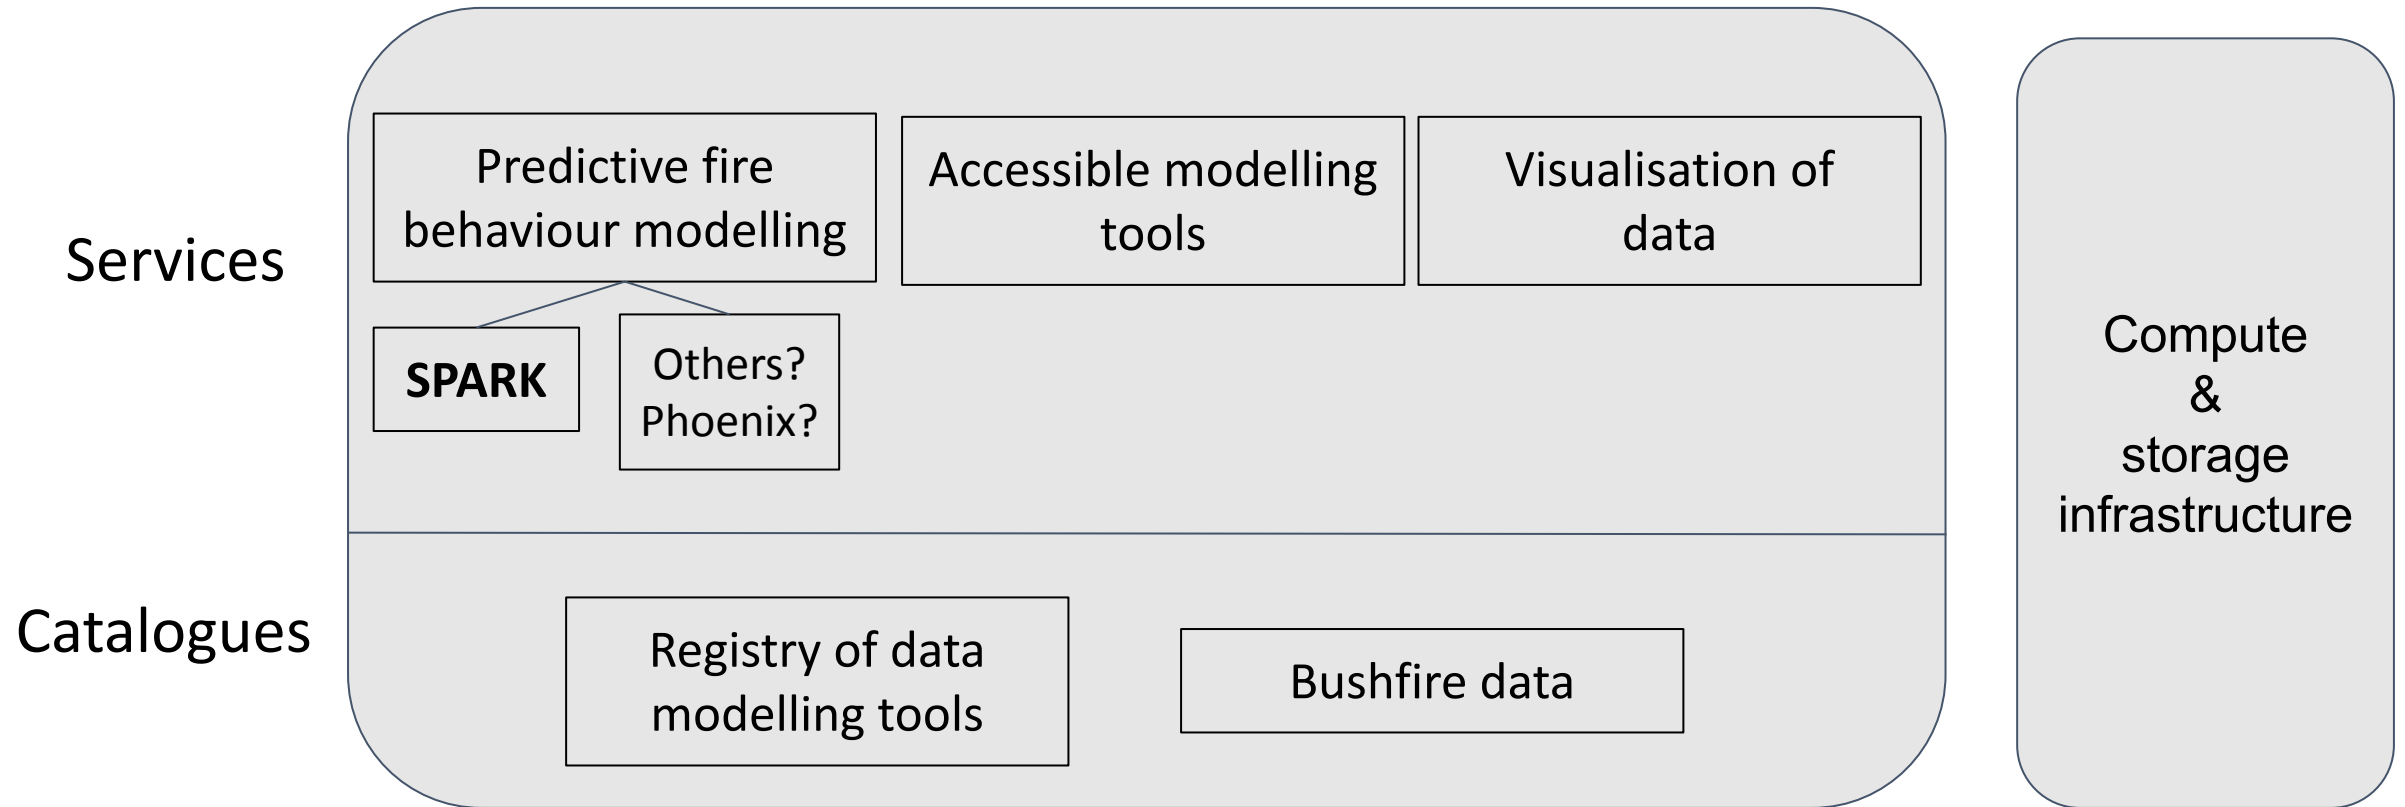 Services
Predictive fire
behaviour modelling
Accessible modelling
tools
Visualisation of
data
SPARK
Others?
Phoenix?
Catalogues
Registry of data
modelling tools
Bushfire data
Compute
&
storage
infrastructure